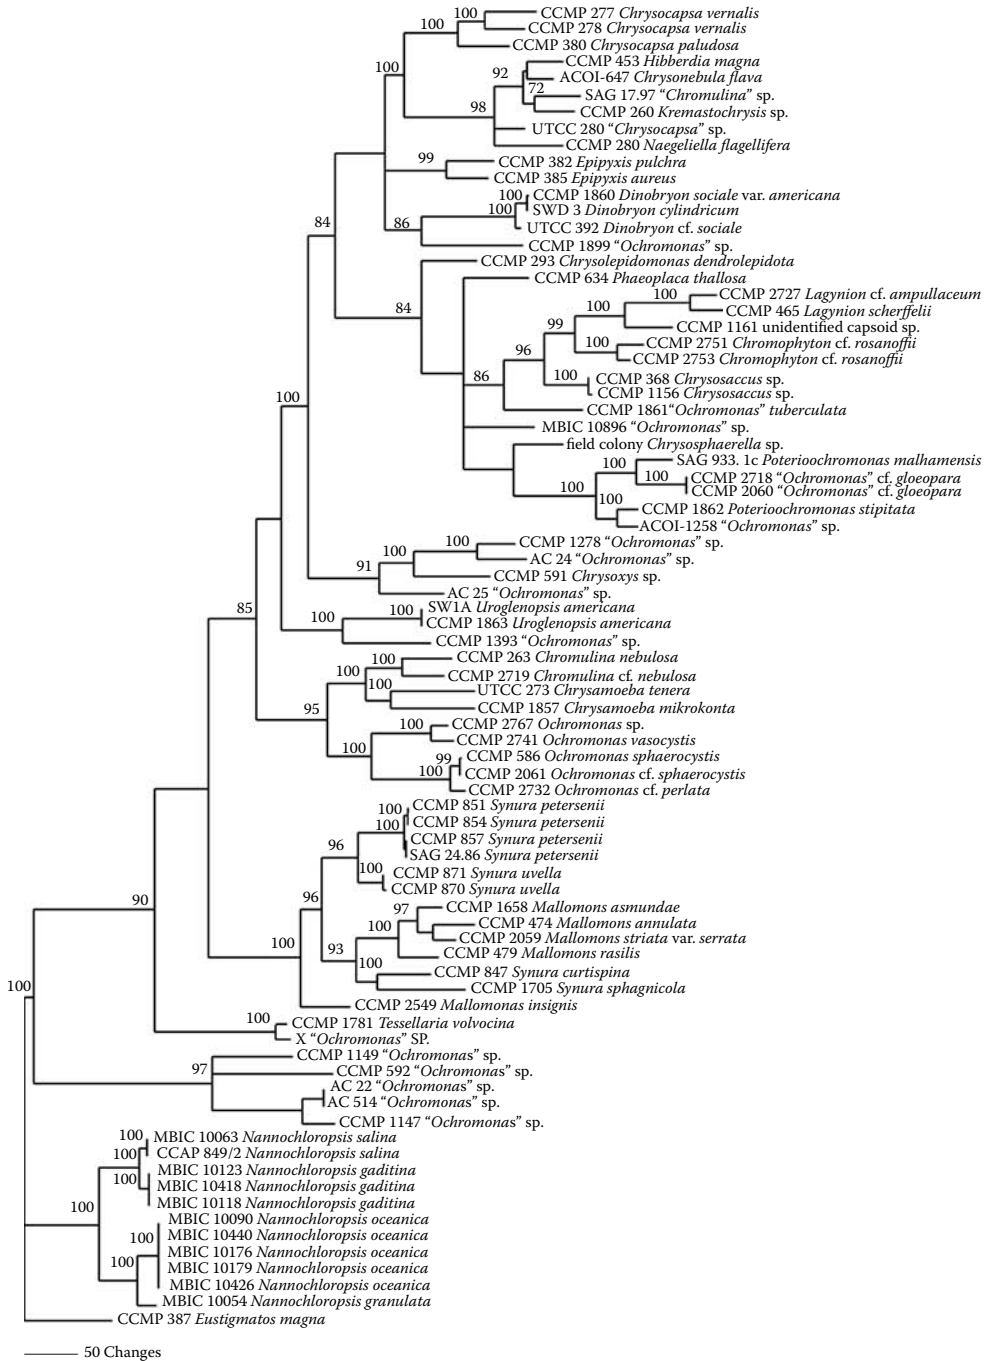 100
CCMP 277 Chrysocapsa vernalis
100
CCMP 278 Chrysocapsa vernalis
CCMP 380 Chrysocapsa paludosa
100
CCMP 453 Hibberdia magna
92
ACOI-647 Chrysonebula flava
72
SAG 17.97 “Chromulina” sp.
98
CCMP 260 Kremastochrysis sp.
UTCC 280 “Chrysocapsa” sp.
CCMP 280 Naegeliella flagellifera
99
CCMP 382 Epipyxis pulchra
CCMP 385 Epipyxis aureus
100
CCMP 1860 Dinobryon sociale var. americana
100
SWD 3 Dinobryon cylindricum
84
86
UTCC 392 Dinobryon cf. sociale
CCMP 1899 “Ochromonas” sp.
CCMP 293 Chrysolepidomonas dendrolepidota
CCMP 634 Phaeoplaca thallosa
100
CCMP 2727 Lagynion cf. ampullaceum
84
100
CCMP 465 Lagynion scherffelii
99
CCMP 1161 unidentified capsoid sp.
100
CCMP 2751 Chromophyton cf. rosanoffii
96
CCMP 2753 Chromophyton cf. rosanoffii
86
100
CCMP 368 Chrysosaccus sp.
CCMP 1156 Chrysosaccus sp.
100
CCMP 1861“Ochromonas” tuberculata
MBIC 10896 “Ochromonas” sp.
field colony Chrysosphaerella sp.
100
SAG 933. 1c Poterioochromonas malhamensis
100
CCMP 2718 “Ochromonas” cf. gloeopara
100
CCMP 2060 “Ochromonas” cf. gloeopara
100
CCMP 1862 Poterioochromonas stipitata
ACOI-1258 “Ochromonas” sp.
100
CCMP 1278 “Ochromonas” sp.
100
AC 24 “Ochromonas” sp.
91
CCMP 591 Chrysoxys sp.
AC 25 “Ochromonas” sp.
85
100
100
SW1A Uroglenopsis americana
CCMP 1863 Uroglenopsis americana
CCMP 1393 “Ochromonas” sp.
100
CCMP 263 Chromulina nebulosa
100
CCMP 2719 Chromulina cf. nebulosa
100
UTCC 273 Chrysamoeba tenera
95
CCMP 1857 Chrysamoeba mikrokonta
100
CCMP 2767 Ochromonas sp.
100
CCMP 2741 Ochromonas vasocystis
99
CCMP 586 Ochromonas sphaerocystis
100
CCMP 2061 Ochromonas cf. sphaerocystis
CCMP 2732 Ochromonas cf. perlata
100
CCMP 851 Synura petersenii
100
CCMP 854 Synura petersenii
96
CCMP 857 Synura petersenii
SAG 24.86 Synura petersenii
100
CCMP 871 Synura uvella
96
CCMP 870 Synura uvella
90
97
CCMP 1658 Mallomons asmundae
100
CCMP 474 Mallomons annulata
100
93
CCMP 2059 Mallomons striata var. serrata
CCMP 479 Mallomons rasilis
100
CCMP 847 Synura curtispina
100
CCMP 1705 Synura sphagnicola
CCMP 2549 Mallomonas insignis
100
CCMP 1781 Tessellaria volvocina
X “Ochromonas” SP.
CCMP 1149 “Ochromonas” sp.
97
CCMP 592 “Ochromonas” sp.
AC 22 “Ochromonas” sp.
AC 514 “Ochromonas” sp.
CCMP 1147 “Ochromonas” sp.
100
MBIC 10063 Nannochloropsis salina
100
CCAP 849/2 Nannochloropsis salina
100
MBIC 10123 Nannochloropsis gaditina
MBIC 10418 Nannochloropsis gaditina
100
MBIC 10118 Nannochloropsis gaditina
MBIC 10090 Nannochloropsis oceanica
100
MBIC 10440 Nannochloropsis oceanica
MBIC 10176 Nannochloropsis oceanica
100
MBIC 10179 Nannochloropsis oceanica
MBIC 10426 Nannochloropsis oceanica
MBIC 10054 Nannochloropsis granulata
CCMP 387 Eustigmatos magna
50 Changes